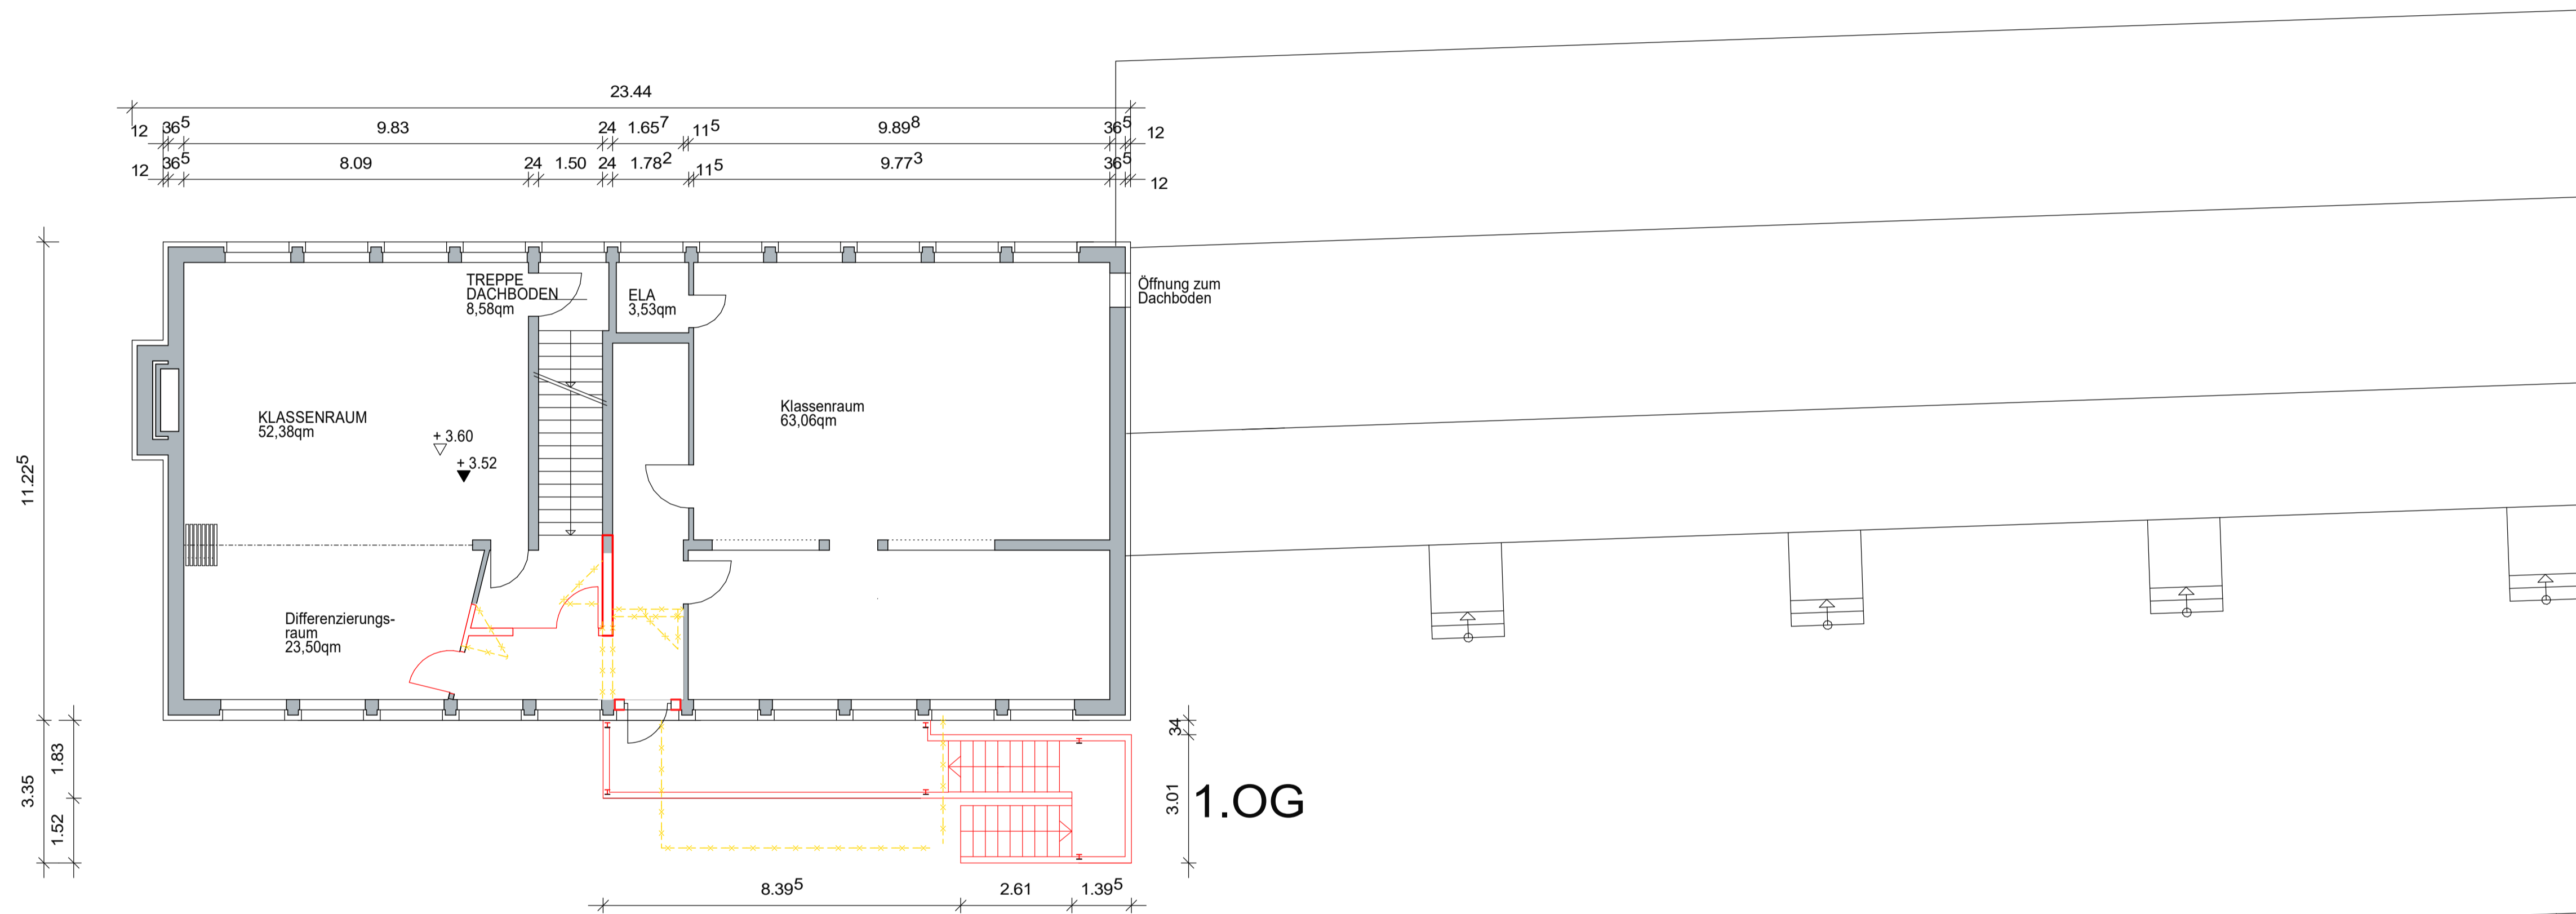 23.44
12 36⁵ 9.83 24 1.65⁷ 11⁵ 9.89⁸ 36⁵ 12
12 36⁵ 8.09 24 1.50 24 1.78² 11⁵ 9.77³ 36⁵ 12
TREPPE
DACHBODEN
8,58qm
ELA
3,53qm
Öffnung zum
Dachboden
KLASSENRAUM
52,38qm
+ 3.60
+ 3.52
Klassenraum
63,06qm
11.22⁵
Differenzierungs-
raum
23,50qm
3.35
1.83
1.52
34
3.01
1.OG
8.39⁵ 2.61 1.39⁵